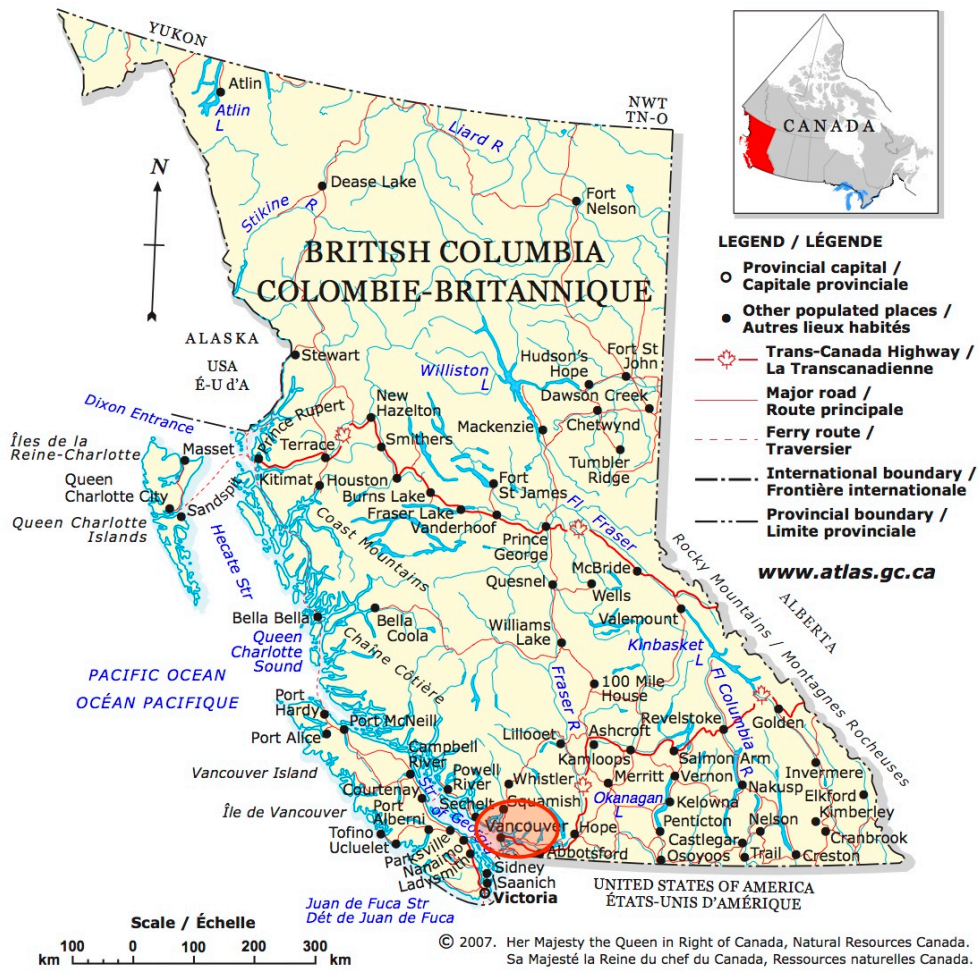 YUKON
Atlin
Atlin
L
NWT
TN-O
Liard R
CANADA
N
Dease Lake
Stikine
R
Fort
Nelson
BRITISH COLUMBIA
COLOMBIE-BRITANNIQUE
LEGEND / LÉGENDE
Provincial capital /
Capitale provinciale
Other populated places /
Autres lieux habités
Trans-Canada Highway /
La Transcanadienne
Major road /
Route principale
Ferry route /
Traversier
International boundary /
Frontière internationale
Provincial boundary /
Limite provinciale
www.atlas.gc.ca
ALASKA
USA
É-U d'A
Stewart
Williston
L
Hudson's
Hope
Fort St
John
Dawson Creek
Chetwynd
Mackenzie
Tumbler
Ridge
Dixon Entrance
Prince Rupert
New
Hazelton
Terrace
Smithers
Îles de la
Reine-Charlotte
Masset
Queen
Charlotte City
Sandspit
Queen Charlotte
Islands
Kitimat
Houston
Burns Lake
Fort
St James
Fraser Lake
Vanderhoof
Prince
George
Fl Fraser
Hecate Str
Coast Mountains
Chaîne Côtière
Rocky Mountains / Montagnes Rocheuses
ALBERTA
McBride
Quesnel
Wells
Valemount
Bella Bella
Bella
Coola
Williams
Lake
Kinbasket
L
Queen
Charlotte
Sound
PACIFIC OCEAN
OCÉAN PACIFIQUE
Fraser R
100 Mile
House
Fl Columbia R
Port
Hardy
Port McNeill
Port Alice
Revelstoke
Golden
Lillooet
Ashcroft
Kamloops
Salmon Arm
Campbell
River
Powell
River
Whistler
Merritt
Vernon
Nakusp
Invermere
Vancouver Island
Île de Vancouver
Courtenay
Sechelt
Squamish
Okanagan
L
Kelowna
Elkford
Kimberley
Port
Alberni
Str. of Georgia
Vancouver
Hope
Penticton
Nelson
Cranbrook
Tofino
Ucluelet
Parksville
Nanaimo
Ladysmith
Abbotsford
Castlegar
Osoyoos
Trail
Creston
Sidney
Saanich
Victoria
UNITED STATES OF AMERICA
ÉTATS-UNIS D'AMÉRIQUE
Juan de Fuca Str
Dét de Juan de Fuca
Scale / Échelle
100 0 100 200 300
km km
© 2007. Her Majesty the Queen in Right of Canada, Natural Resources Canada.
Sa Majesté la Reine du chef du Canada, Ressources naturelles Canada.